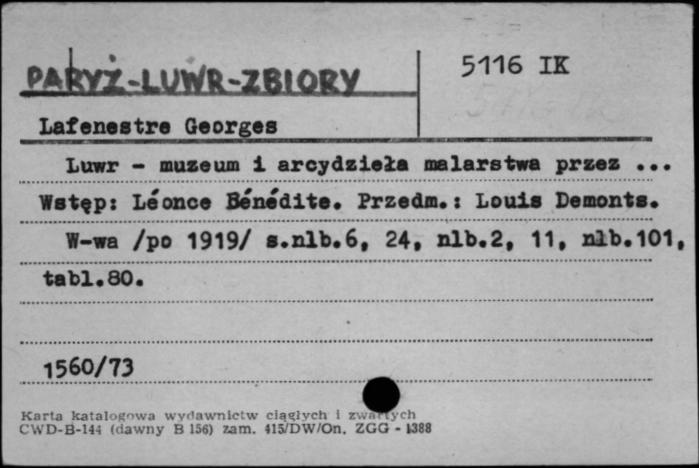 PARYŻ-LUWR-ZBIORY
5116 IK
Lafenestre Georges
Luwr - muzeum i arcydzieła malarstwa przez ...
Wstęp: Léonce Bénédite. Przedm.: Louis Demonts.
W-wa /po 1919/ s.nlb.6, 24, nlb.2, 11, nlb.101,
tabl.80.
1560/73
Karta katalogowa wydawnictw ciągłych i zwartych
CWD-B-144 (dawny B 156) zam. 415/DW/On. ZGG - 1388